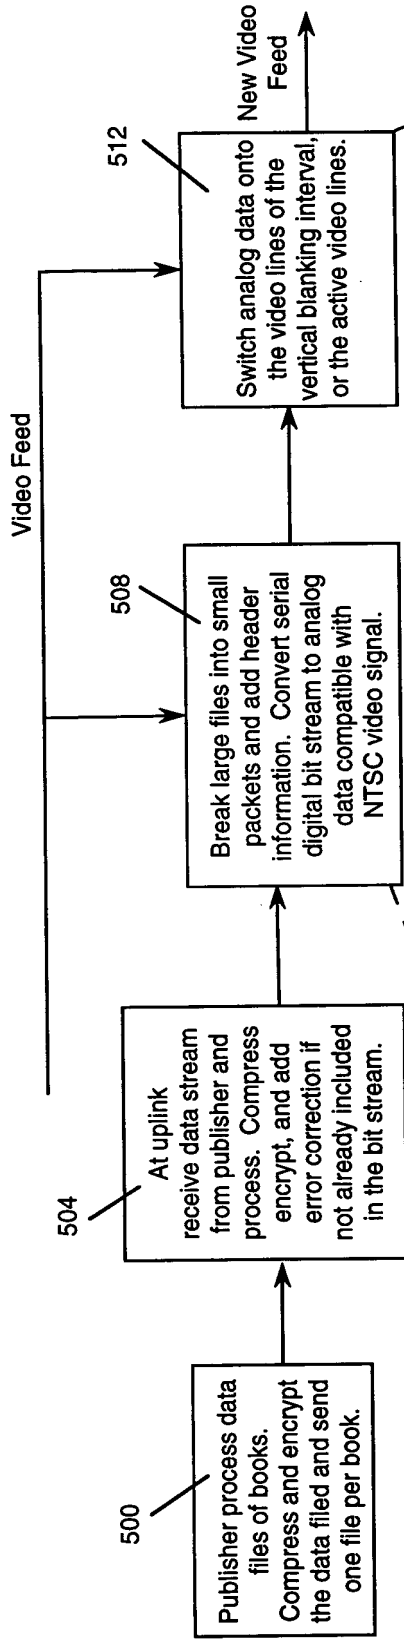 500
Publisher process data
files of books.
Compress and encrypt
the data filed and send
one file per book.
504
At uplink
receive data stream
from publisher and
process. Compress
encrypt, and add
error correction if
not already included
in the bit stream.
Video Feed
508
Break large files into small
packets and add header
information. Convert serial
digital bit stream to analog
data compatible with
NTSC video signal.
512
Switch analog data onto
the video lines of the
vertical blanking interval,
or the active video lines.
New Video
Feed